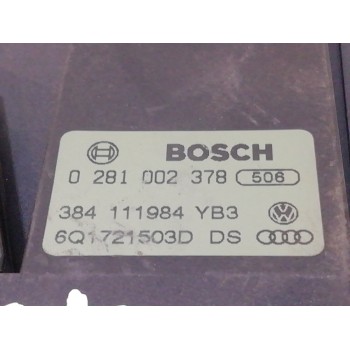 BOSCH
0 281 002 378 506
384 111984 YB3
6Q1721503D DS